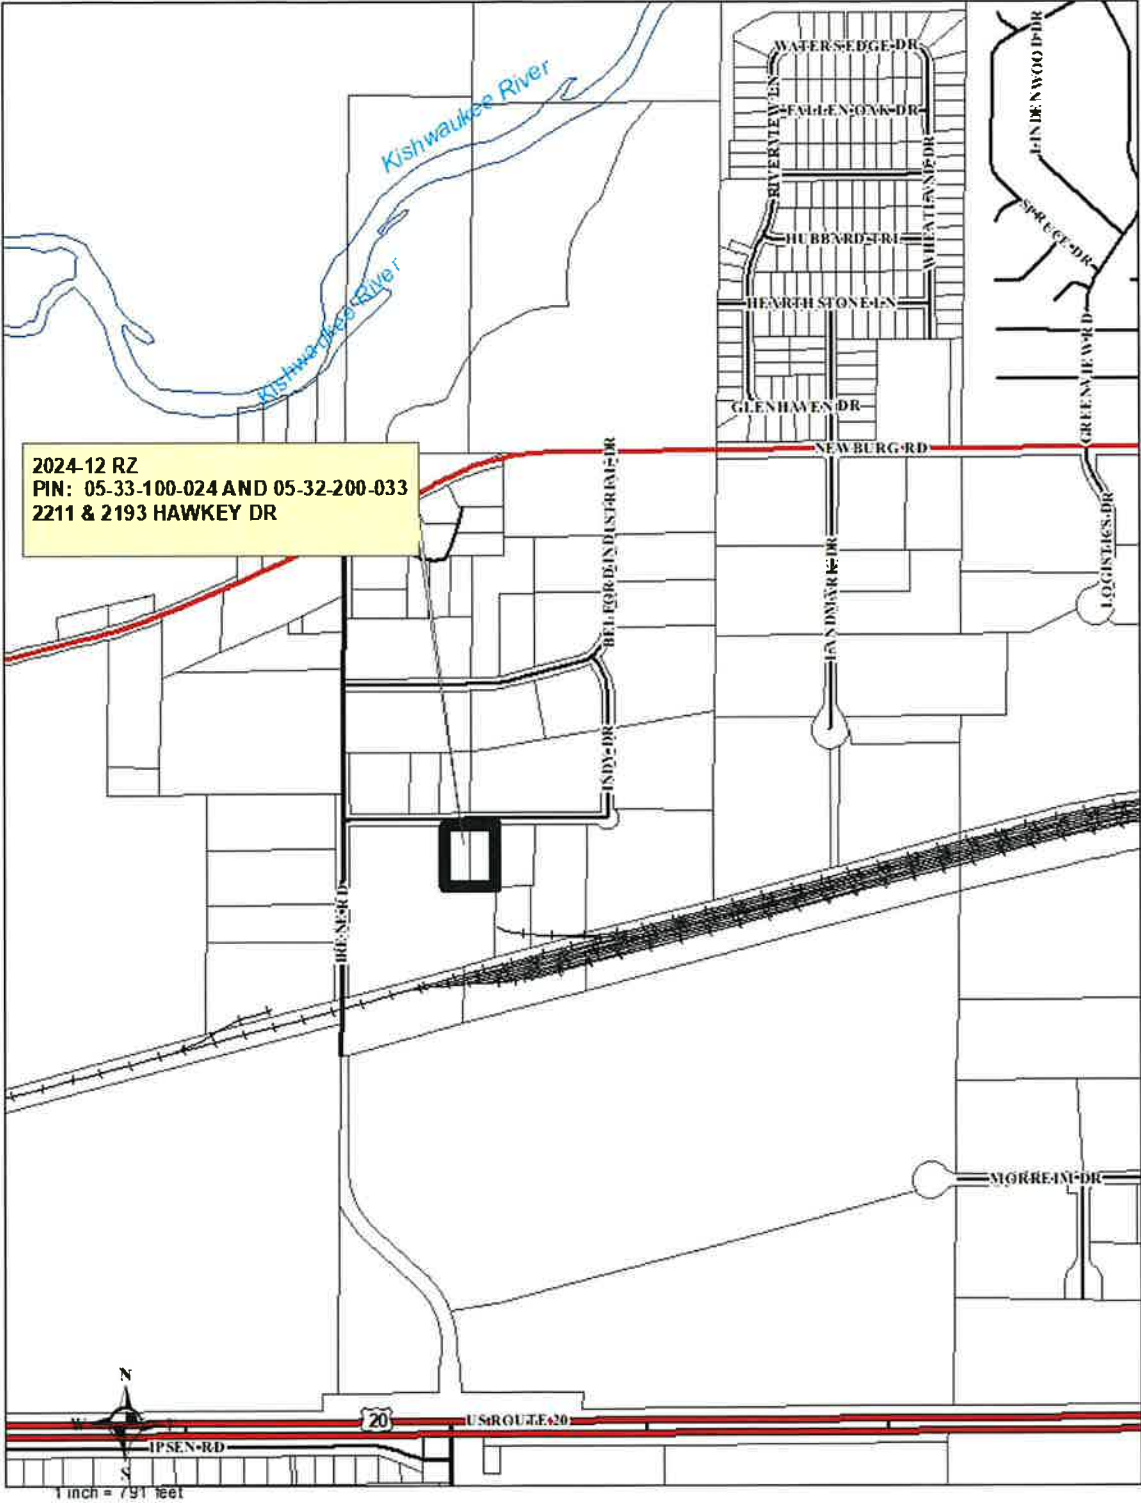 WATERS EDGE DR
LINDENWOOD DR
Kishwaukee River
FALLEN OAK DR
RIVERVIEW LN
WHEATLAND DR
SPRUCE DR
HUBBARD TRL
Kishwaukee River
HEARTHSTONE LN
GREENVIEW RD
GLENHAVEN DR
NEWBURG RD
2024-12 RZ
PIN: 05-33-100-024 AND 05-32-200-033
2211 & 2193 HAWKEY DR
LANDMARK DR
LOGISTICS DR
INDY DR
IRENE RD
MORREIM DR
N
W
S
20
US ROUTE 20
IPSEN RD
1 inch = 791 feet